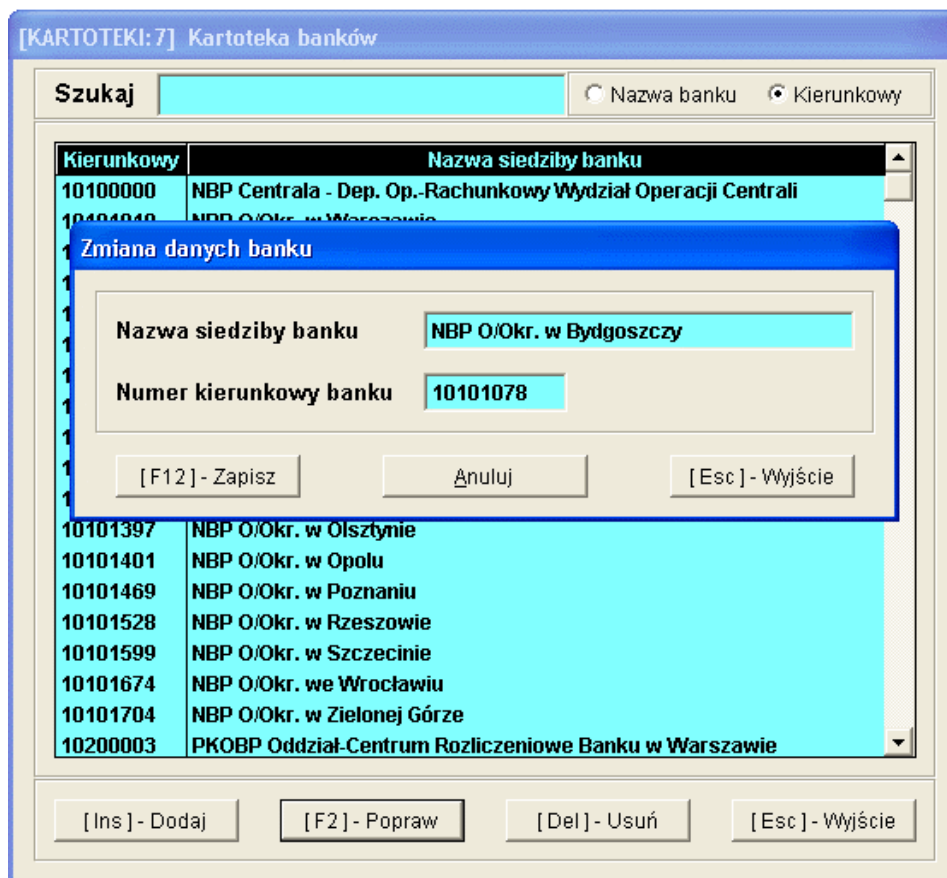 [KARTOTEKI:7] Kartoteka banków
Szukaj Nazwa banku Kierunkowy
Kierunkowy Nazwa siedziby banku
10100000 NBP Centrala - Dep. Op.-Rachunkowy Wydział Operacji Centrali
NBP O/Okr. w Warszawie
Zmiana danych banku
Nazwa siedziby banku NBP O/Okr. w Bydgoszczy
Numer kierunkowy banku 10101078
[F12] - Zapisz Anuluj [Esc] - Wyjście
10101397 NBP O/Okr. w Olsztynie
10101401 NBP O/Okr. w Opolu
10101469 NBP O/Okr. w Poznaniu
10101528 NBP O/Okr. w Rzeszowie
10101599 NBP O/Okr. w Szczecinie
10101674 NBP O/Okr. we Wrocławiu
10101704 NBP O/Okr. w Zielonej Górze
10200003 PKOBP Oddział-Centrum Rozliczeniowe Banku w Warszawie
[Ins] - Dodaj [F2] - Popraw [Del] - Usuń [Esc] - Wyjście